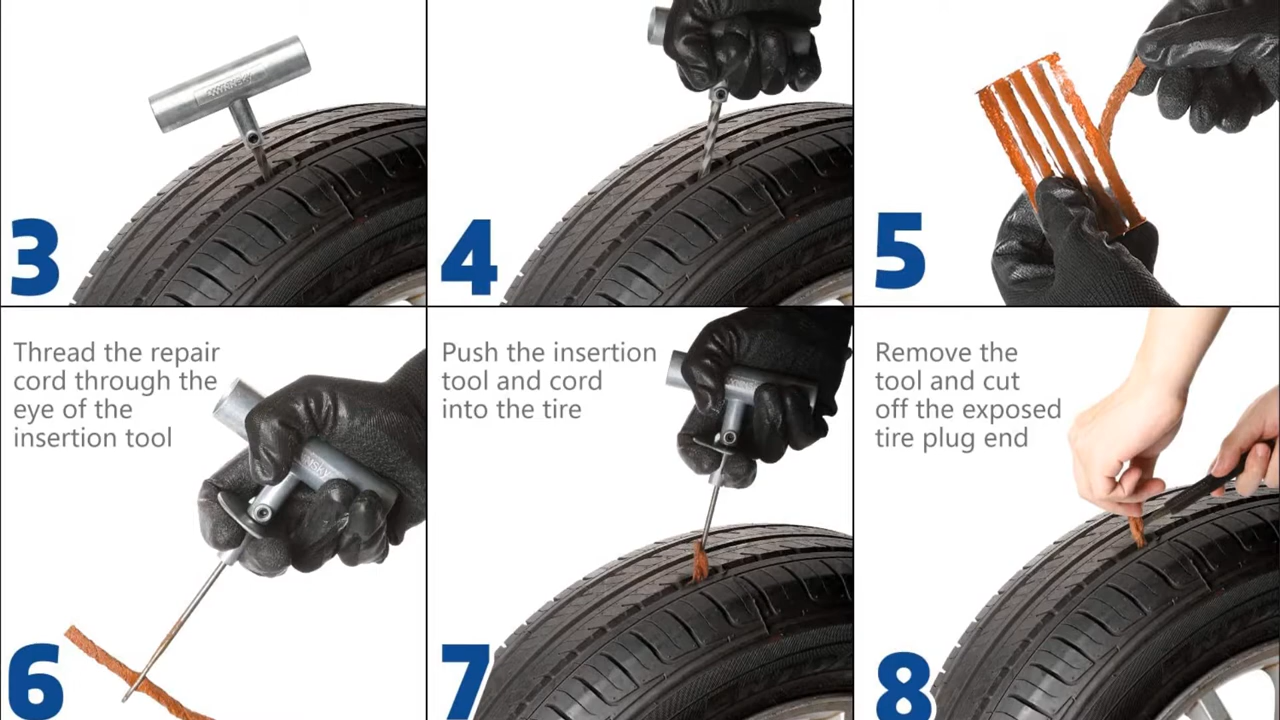 3
4
5
Thread the repair
cord through the
eye of the
insertion tool
6
Push the insertion
tool and cord
into the tire
7
Remove the
tool and cut
off the exposed
tire plug end
8